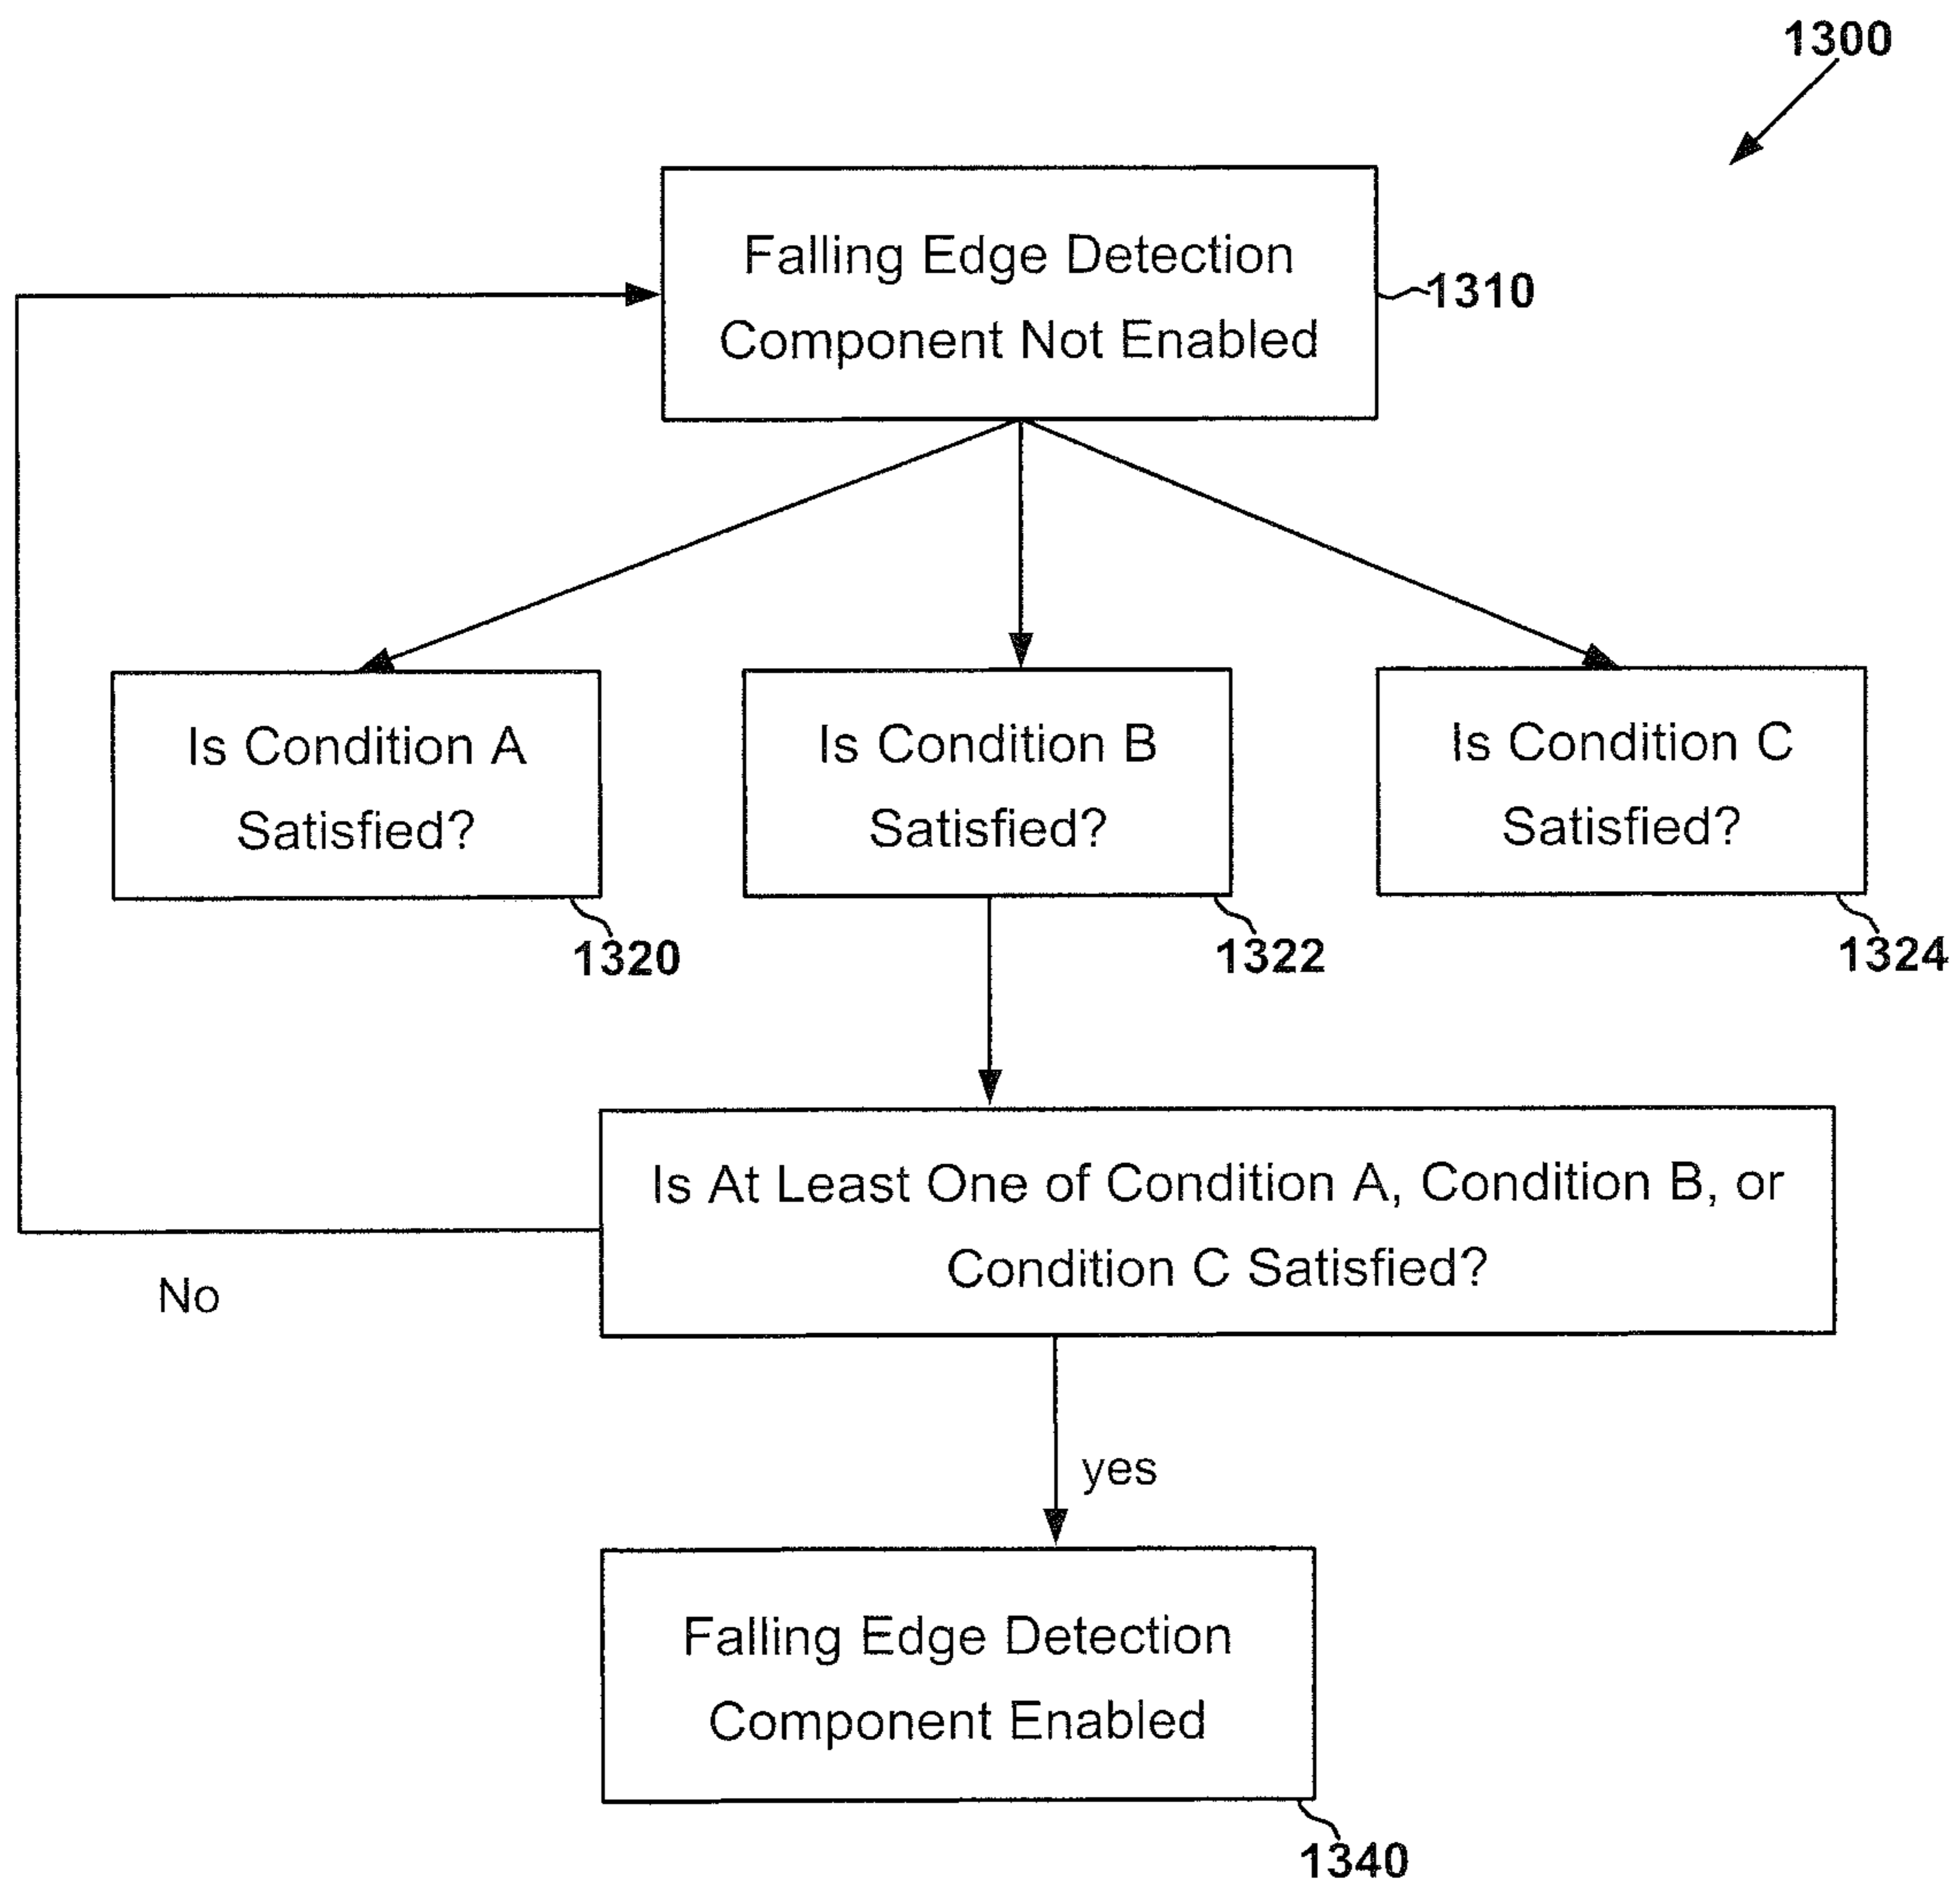 1300
Falling Edge Detection
Component Not Enabled
1310
Is Condition A
Satisfied?
1320
Is Condition B
Satisfied?
1322
Is Condition C
Satisfied?
1324
Is At Least One of Condition A, Condition B, or
Condition C Satisfied?
No
yes
Falling Edge Detection
Component Enabled
1340